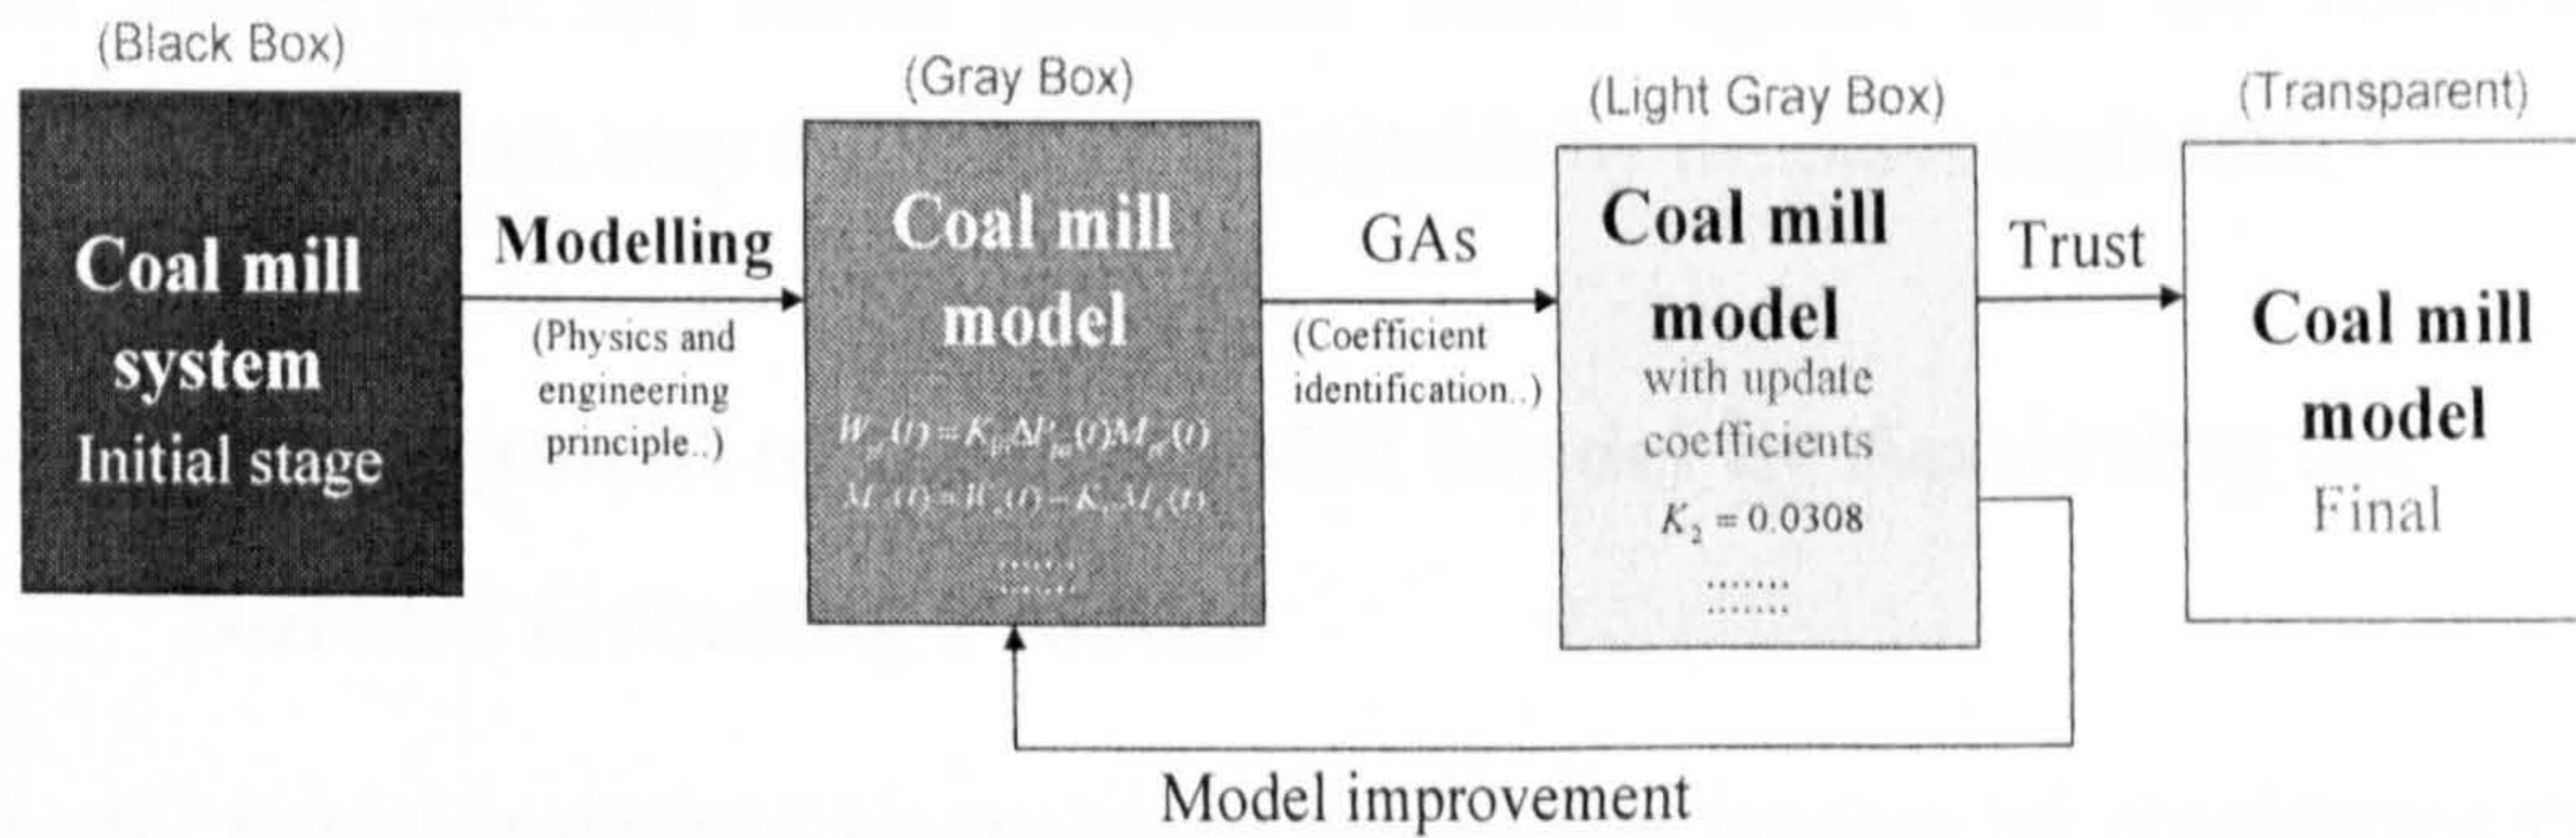 (Black Box)
Coal mill
system
Initial stage
Modelling
(Physics and
engineering
principle..)
(Gray Box)
Coal mill
model
GAs
(Coefficient
identification..)
(Light Gray Box)
Coal mill
model
with update
coefficients
K₂ = 0.0308
.......
.......
Trust
(Transparent)
Coal mill
model
Final
Model improvement